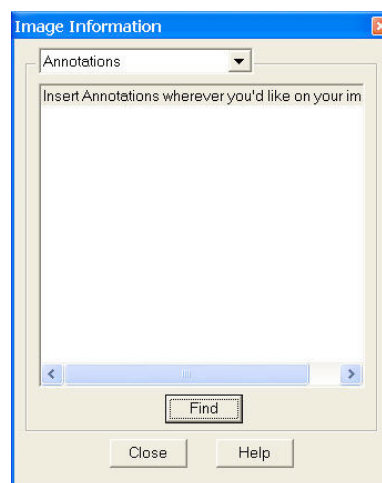 Image Information
Annotations
Insert Annotations wherever you'd like on your im
Find
Close
Help